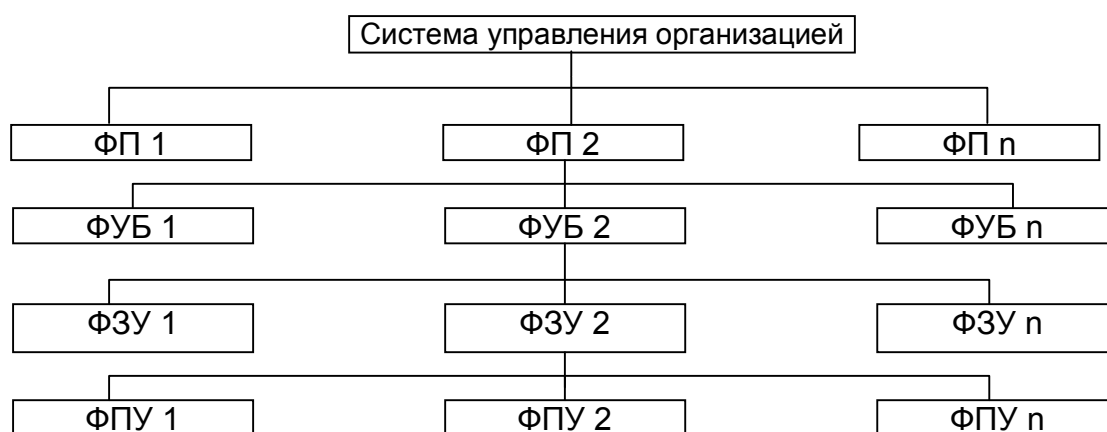 Система управления организацией
ФП 1 ФП 2 ФП n
ФУБ 1 ФУБ 2 ФУБ n
ФЗУ 1 ФЗУ 2 ФЗУ n
ФПУ 1 ФПУ 2 ФПУ n